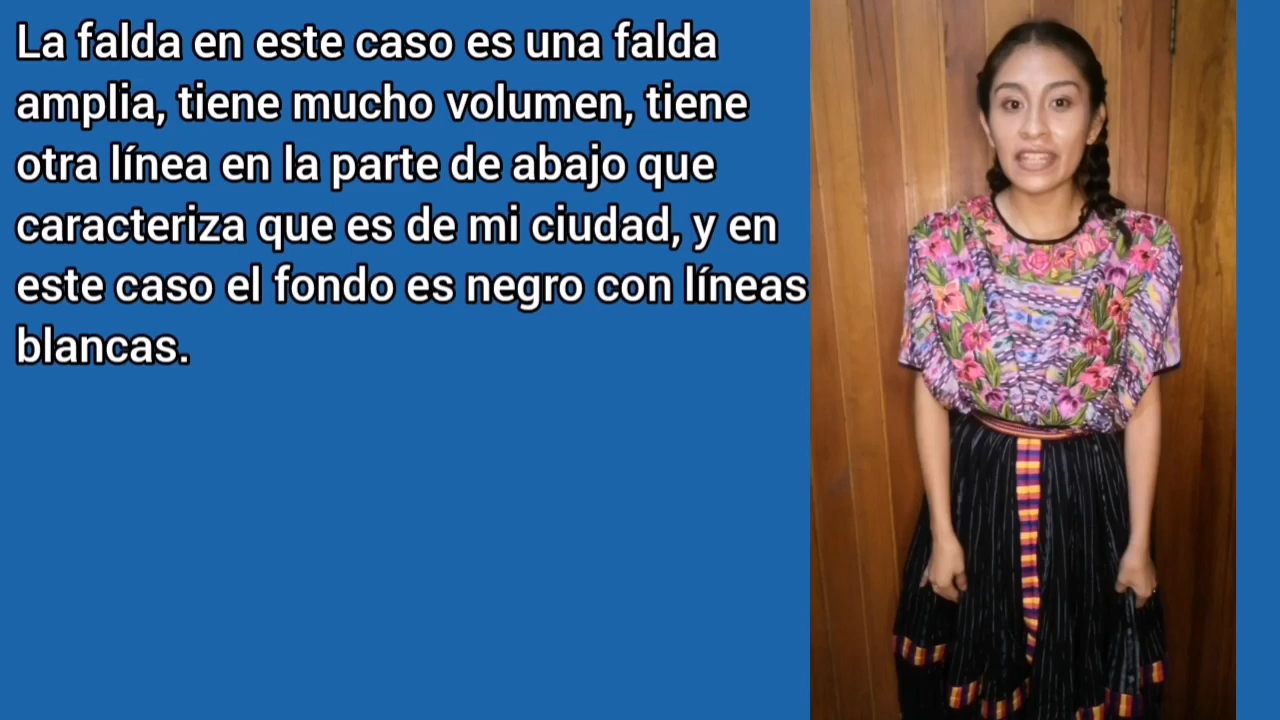 La falda en este caso es una falda
amplia, tiene mucho volumen, tiene
otra línea en la parte de abajo que
caracteriza que es de mi ciudad, y en
este caso el fondo es negro con líneas
blancas.